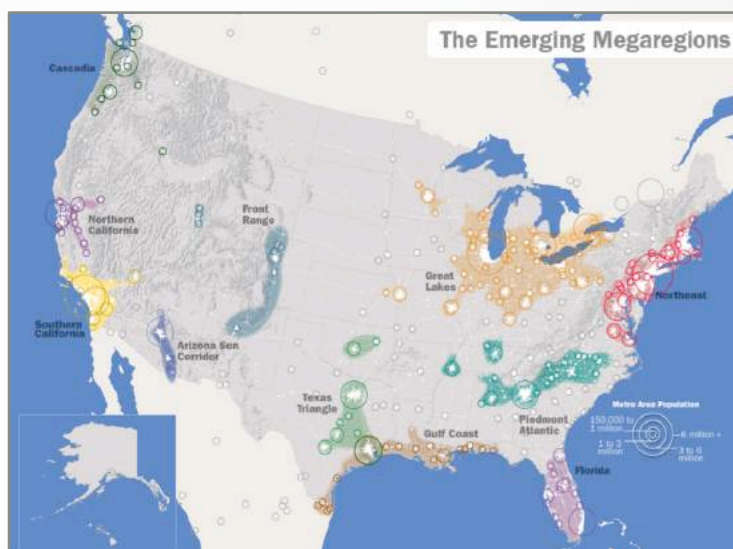 The Emerging Megaregions
Cascadia
Northern
California
Front
Range
Great
Lakes
Northeast
Southern
California
Arizona Sun
Corridor
Texas
Triangle
Gulf Coast
Piedmont
Atlantic
Florida
Metro Area Population
150,000 to
1 million
1 to 3
million
6 million +
3 to 6
million